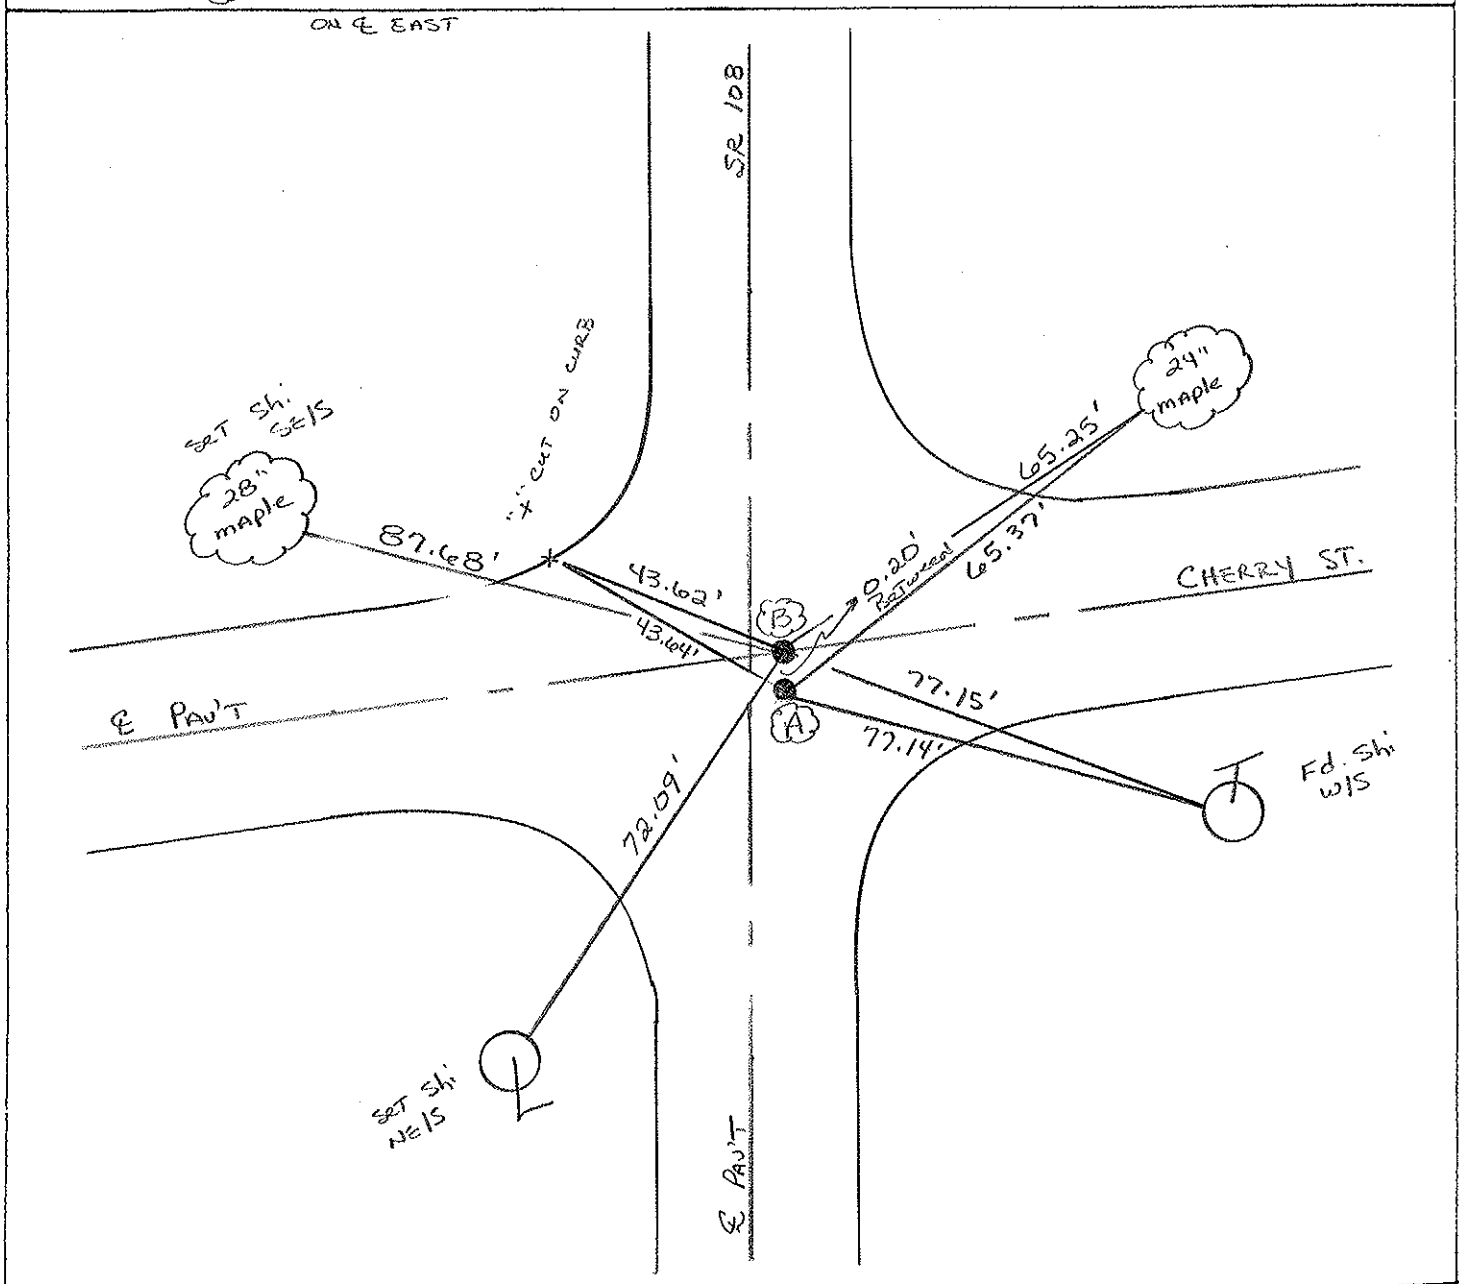 ON ℄ EAST
SR 108
24"
MAPLE
"X" CUT ON CURB
SET Shi
SE/S
28"
MAPLE
65.25'
65.37'
87.68'
43.62'
43.64'
0.20'
BETWEEN
CHERRY ST.
B
A
℄ PAV'T
77.15'
77.14'
Fd. Shi
W/S
72.09'
SET Shi
NE/S
℄ PAV'T